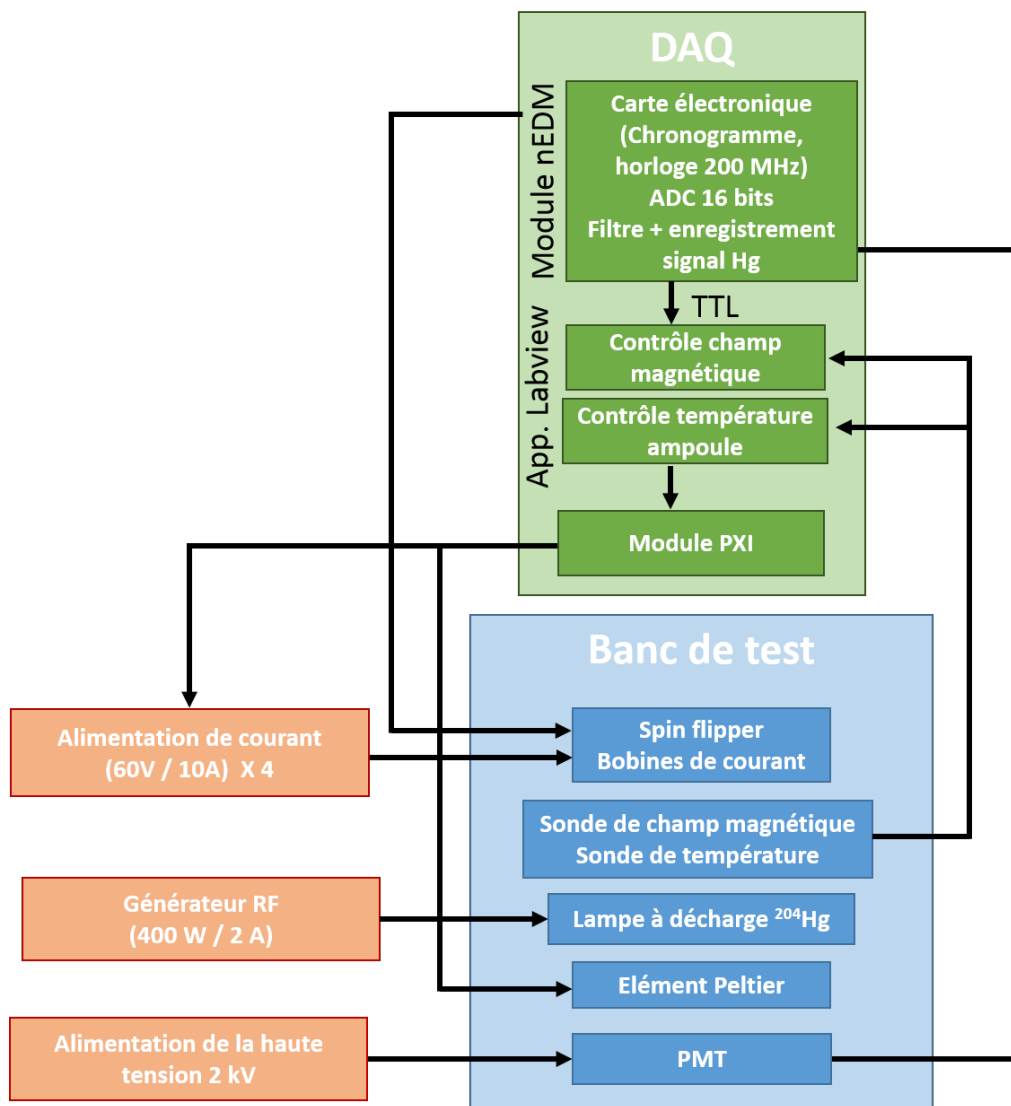 DAQ
Module nEDM
Carte électronique
(Chronogramme,
horloge 200 MHz)
ADC 16 bits
Filtre + enregistrement
signal Hg
TTL
App. Labview
Contrôle champ
magnétique
Contrôle température
ampoule
Module PXI
Banc de test
Alimentation de courant
(60V / 10A) X 4
Spin flipper
Bobines de courant
Sonde de champ magnétique
Sonde de température
Générateur RF
(400 W / 2 A)
Lampe à décharge ²⁰⁴Hg
Elément Peltier
Alimentation de la haute
tension 2 kV
PMT